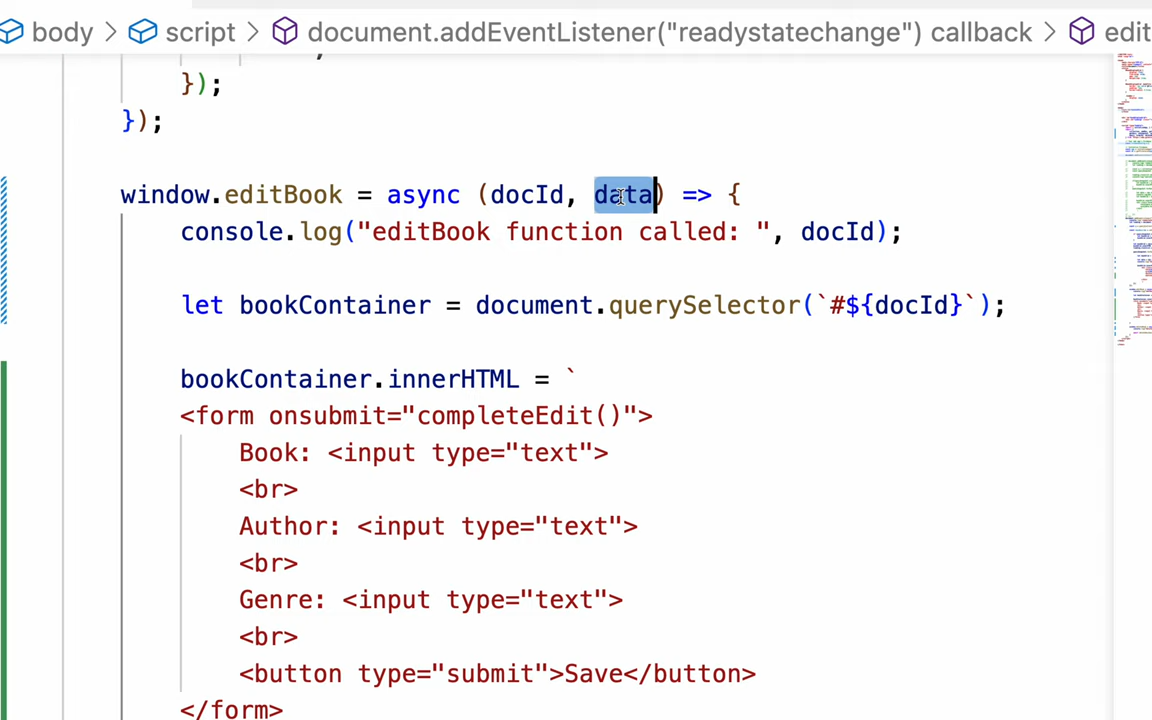 body > script > document.addEventListener("readystatechange") callback > edit
});
});
window.editBook = async (docId, data) => {
console.log("editBook function called: ", docId);
let bookContainer = document.querySelector(`#${docId}`);
bookContainer.innerHTML = `
<form onsubmit="completeEdit()">
Book: <input type="text">
<br>
Author: <input type="text">
<br>
Genre: <input type="text">
<br>
<button type="submit">Save</button>
</form>